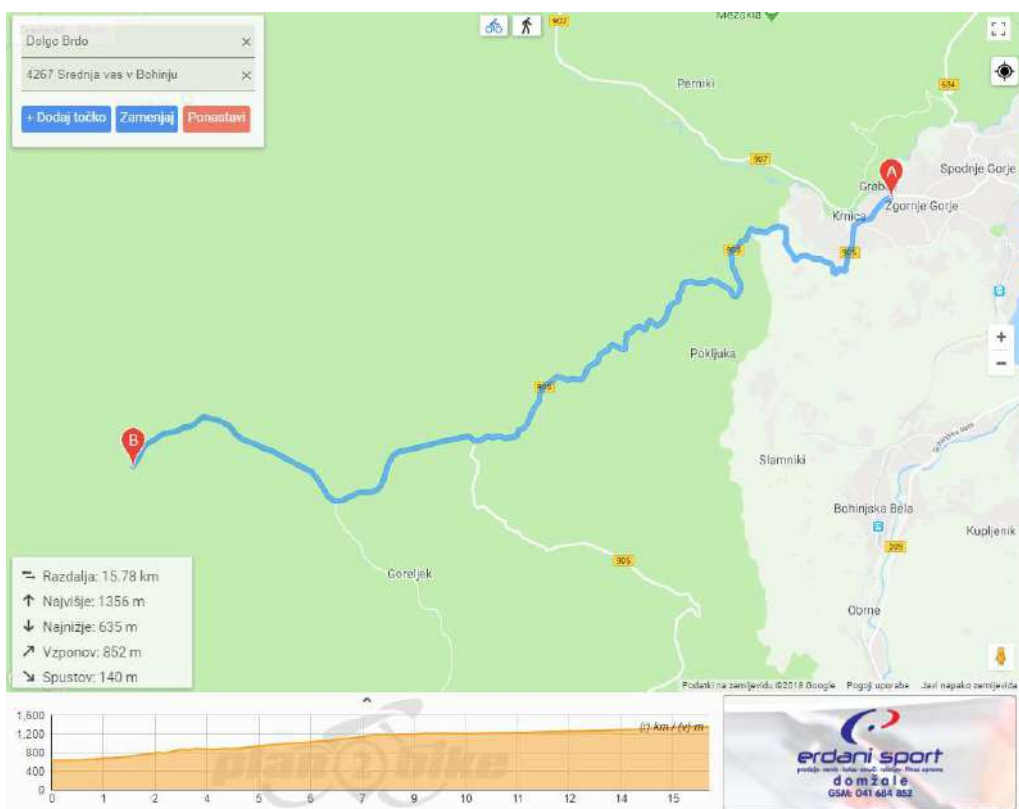 Dolgo Brdo ×
4267 Srednja vas v Bohinju ×
+ Dodaj točko Zamenjaj Ponastavi
907
Mežakla
Perniki
634
907
Spodnje Gorje
Zgornje Gorje
A
Krnica
905
Pokljuka
905
B
Slamniki
Bohinjska Bela
Kupljenik
209
Goreljek
905
Obrne
Razdalja: 15.78 km
Najvišje: 1356 m
Najnižje: 635 m
Vzponov: 852 m
Spustov: 140 m
Podatki na zemljevidu ©2018 Google Pogoji uporabe Javi napako zemljevida
1,600
1,200
800
400
0
0 1 2 3 4 5 6 7 8 9 10 11 12 13 14 15
(r) km / (v) m
plan2bike
erdani sport
domžale
GSM: 041 684 852